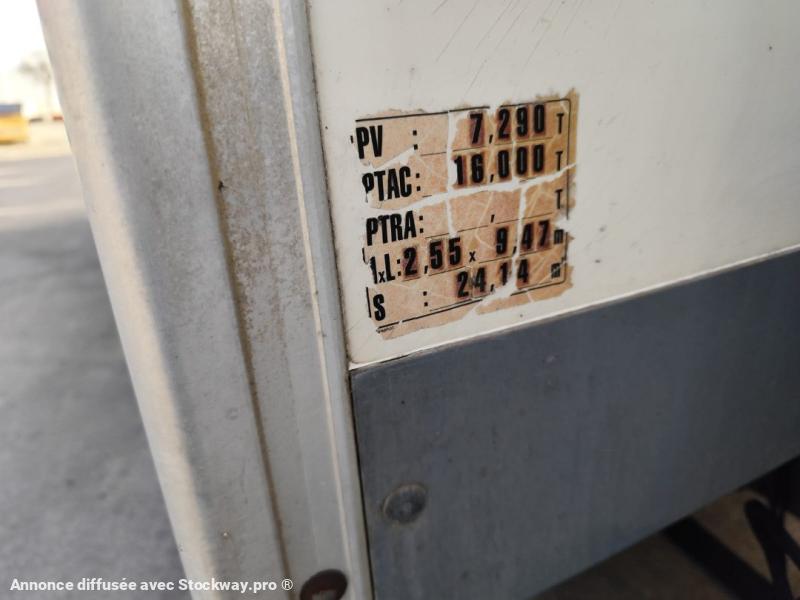 PV : 7,290 T
PTAC: 16,000 T
PTRA: , T
lxL: 2,55 x 9,47 m
S : 24,14 m²
Annonce diffusée avec Stockway.pro ®